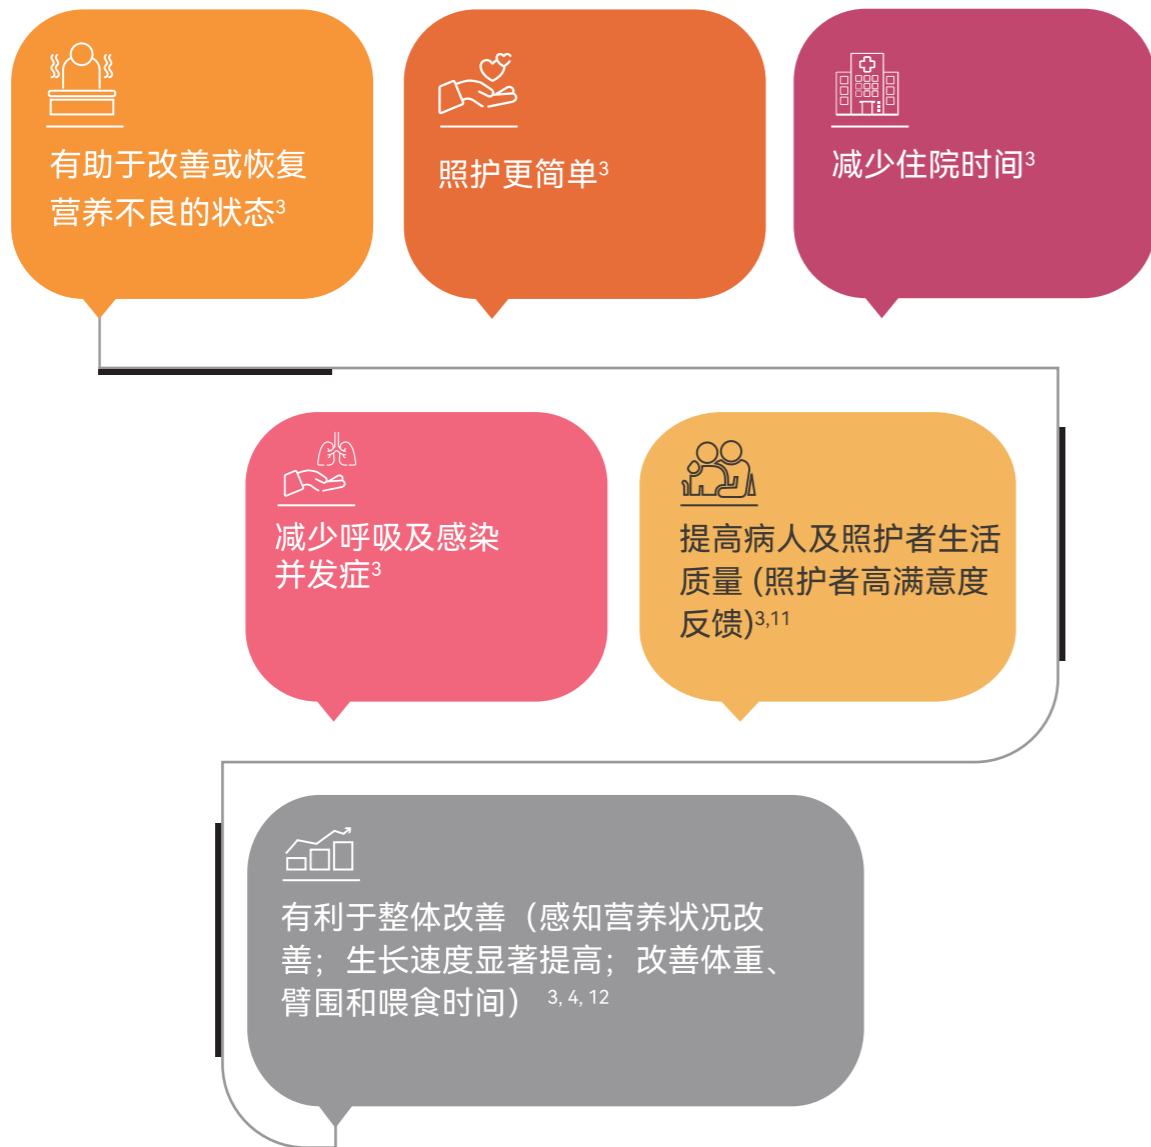 有助于改善或恢复
营养不良的状态3
照护更简单3
减少住院时间3
减少呼吸及感染
并发症3
提高病人及照护者生活
质量 (照护者高满意度
反馈)3,11
有利于整体改善（感知营养状况改
善；生长速度显著提高；改善体重、
臂围和喂食时间） 3, 4, 12